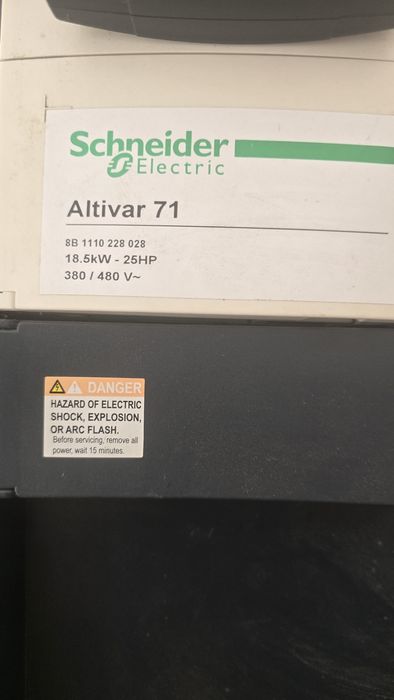 Schneider
Electric
Altivar 71
8B 1110 228 028
18.5kW - 25HP
380 / 480 V~
DANGER
HAZARD OF ELECTRIC
SHOCK, EXPLOSION,
OR ARC FLASH.
Before servicing, remove all
power, wait 15 minutes.